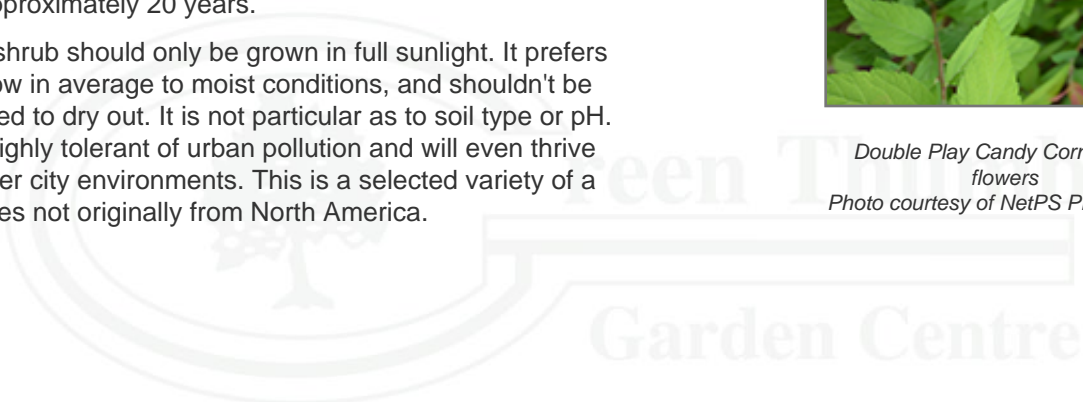 pproximately 20 years.
shrub should only be grown in full sunlight. It prefers
ow in average to moist conditions, and shouldn't be
ed to dry out. It is not particular as to soil type or pH.
ighly tolerant of urban pollution and will even thrive
er city environments. This is a selected variety of a
es not originally from North America.
Double Play Candy Corr
flowers
Photo courtesy of NetPS P
reen Thumb
Garden Centre